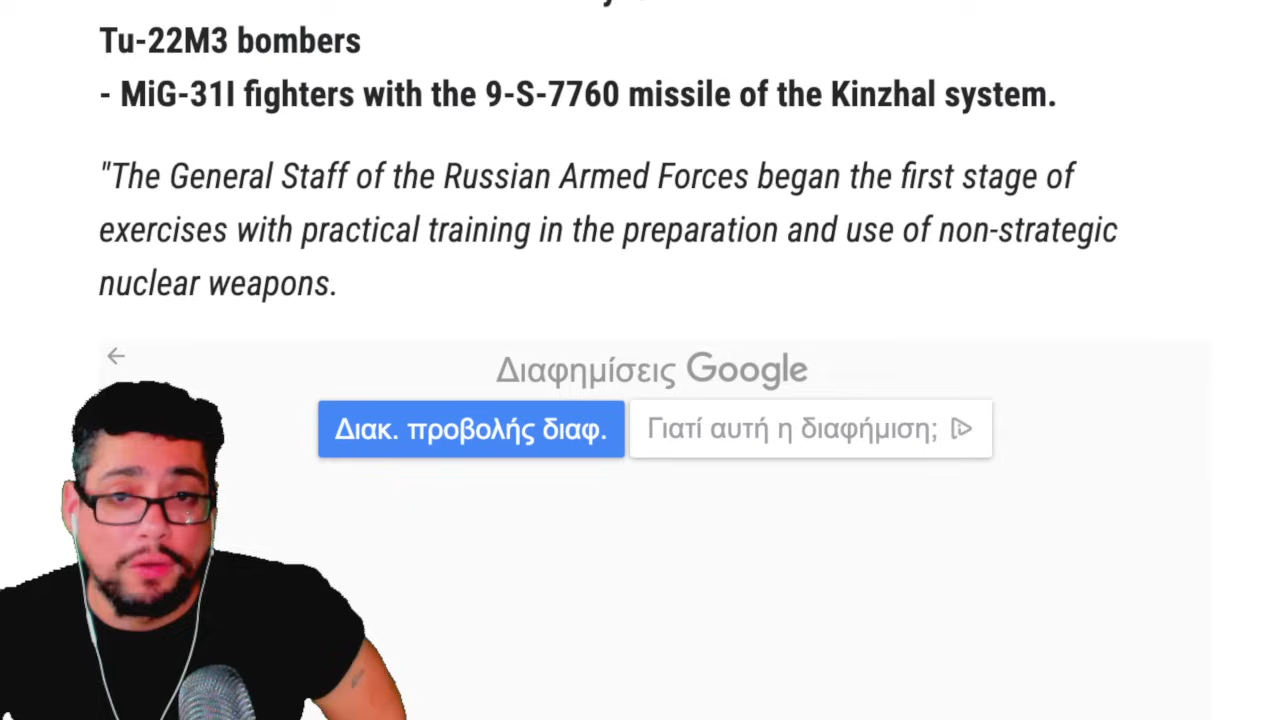 Tu-22M3 bombers
- MiG-31I fighters with the 9-S-7760 missile of the Kinzhal system.
"The General Staff of the Russian Armed Forces began the first stage of
exercises with practical training in the preparation and use of non-strategic
nuclear weapons.
Διαφημίσεις Google
Διακ. προβολής διαφ.
Γιατί αυτή η διαφήμιση;